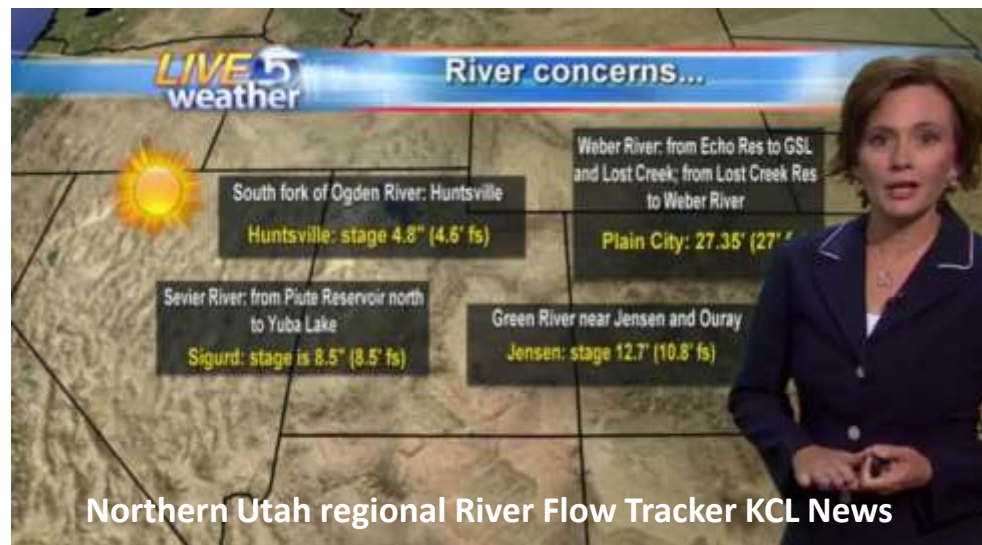 LIVE 5
weather
River concerns...
South fork of Ogden River: Huntsville
Huntsville: stage 4.8" (4.6' fs)
Weber River: from Echo Res to GSL
and Lost Creek; from Lost Creek Res
to Weber River
Plain City: 27.35' (27'
Sevier River: from Piute Reservoir north
to Yuba Lake
Sigurd: stage is 8.5" (8.5' fs)
Green River near Jensen and Ouray
Jensen: stage 12.7' (10.8' fs)
Northern Utah regional River Flow Tracker KCL News